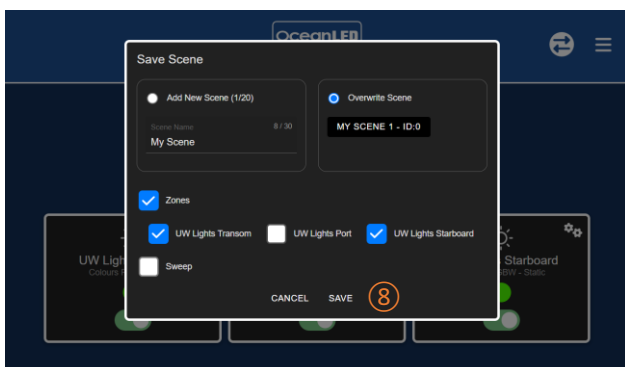 OceanLED
Save Scene
Add New Scene (1/20)
Overwrite Scene
Scene Name 8 / 30
My Scene
MY SCENE 1 - ID:0
Zones
UW Lights Transom UW Lights Port UW Lights Starboard
Sweep
CANCEL SAVE 8
UW Ligh
Colours
Starboard
GBW - Static